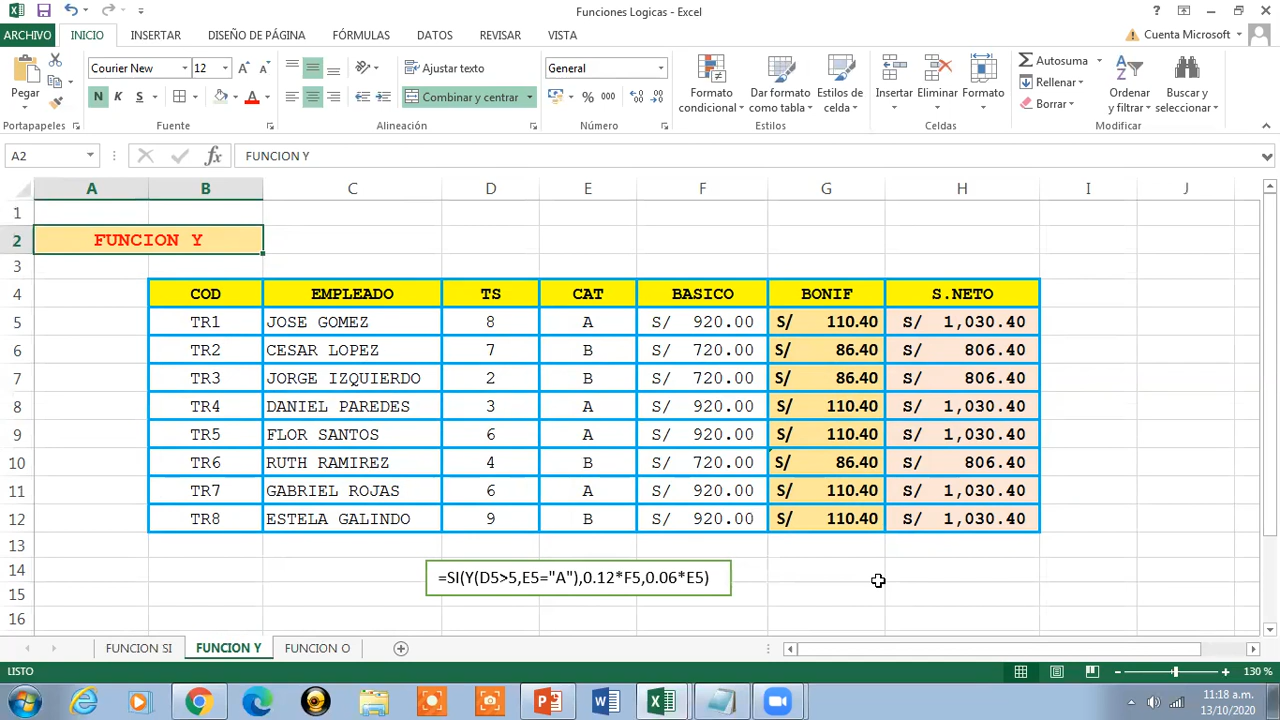 Funciones Logicas - Excel
?
ARCHIVO INICIO INSERTAR DISEÑO DE PÁGINA FÓRMULAS DATOS REVISAR VISTA Cuenta Microsoft
Pegar Courier New 12 A A Ajustar texto General Formato condicional Dar formato como tabla Estilos de celda Insertar Eliminar Formato Autosuma Rellenar Borrar Ordenar y filtrar Buscar y seleccionar
N K S A Combinar y centrar % 000
Portapapeles Fuente Alineación Número Estilos Celdas Modificar
A2 fx FUNCION Y
A B C D E F G H I J
1
2 FUNCION Y
3
4 COD EMPLEADO TS CAT BASICO BONIF S.NETO
5 TR1 JOSE GOMEZ 8 A S/ 920.00 S/ 110.40 S/ 1,030.40
6 TR2 CESAR LOPEZ 7 B S/ 720.00 S/ 86.40 S/ 806.40
7 TR3 JORGE IZQUIERDO 2 B S/ 720.00 S/ 86.40 S/ 806.40
8 TR4 DANIEL PAREDES 3 A S/ 920.00 S/ 110.40 S/ 1,030.40
9 TR5 FLOR SANTOS 6 A S/ 920.00 S/ 110.40 S/ 1,030.40
10 TR6 RUTH RAMIREZ 4 B S/ 720.00 S/ 86.40 S/ 806.40
11 TR7 GABRIEL ROJAS 6 A S/ 920.00 S/ 110.40 S/ 1,030.40
12 TR8 ESTELA GALINDO 9 B S/ 920.00 S/ 110.40 S/ 1,030.40
13
14 =SI(Y(D5>5,E5="A"),0.12*F5,0.06*E5)
15
16
FUNCION SI FUNCION Y FUNCION O
LISTO 130 %
11:18 a.m.
13/10/2020